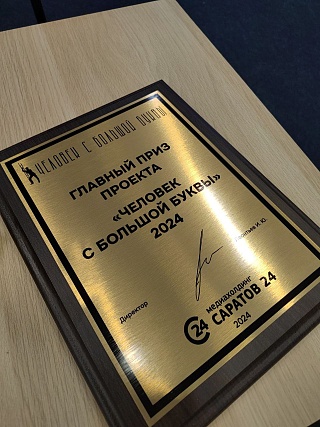 ЧЕЛОВЕК С БОЛЬШОЙ БУКВЫ
ГЛАВНЫЙ ПРИЗ
ПРОЕКТА
«ЧЕЛОВЕК
С БОЛЬШОЙ БУКВЫ»
2024
Директор
И. Ю.
24
медиахолдинг
САРАТОВ 24
2024